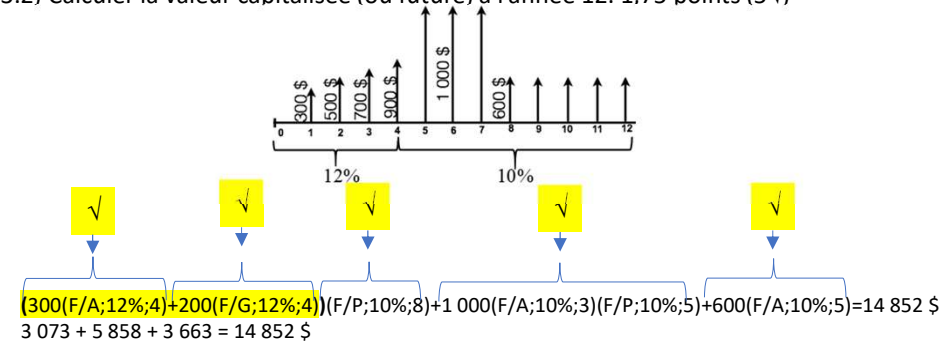 Calculer la valeur capitalisée (ou future) à l'année 12. 1,75 points
300 $
500 $
700 $
900 $
1 000 $
600 $
0 1 2 3 4 5 6 7 8 9 10 11 12
12% 10%
√ √ √ √ √
(300(F/A;12%;4)+200(F/G;12%;4))(F/P;10%;8)+1 000(F/A;10%;3)(F/P;10%;5)+600(F/A;10%;5)=14 852 $
3 073 + 5 858 + 3 663 = 14 852 $